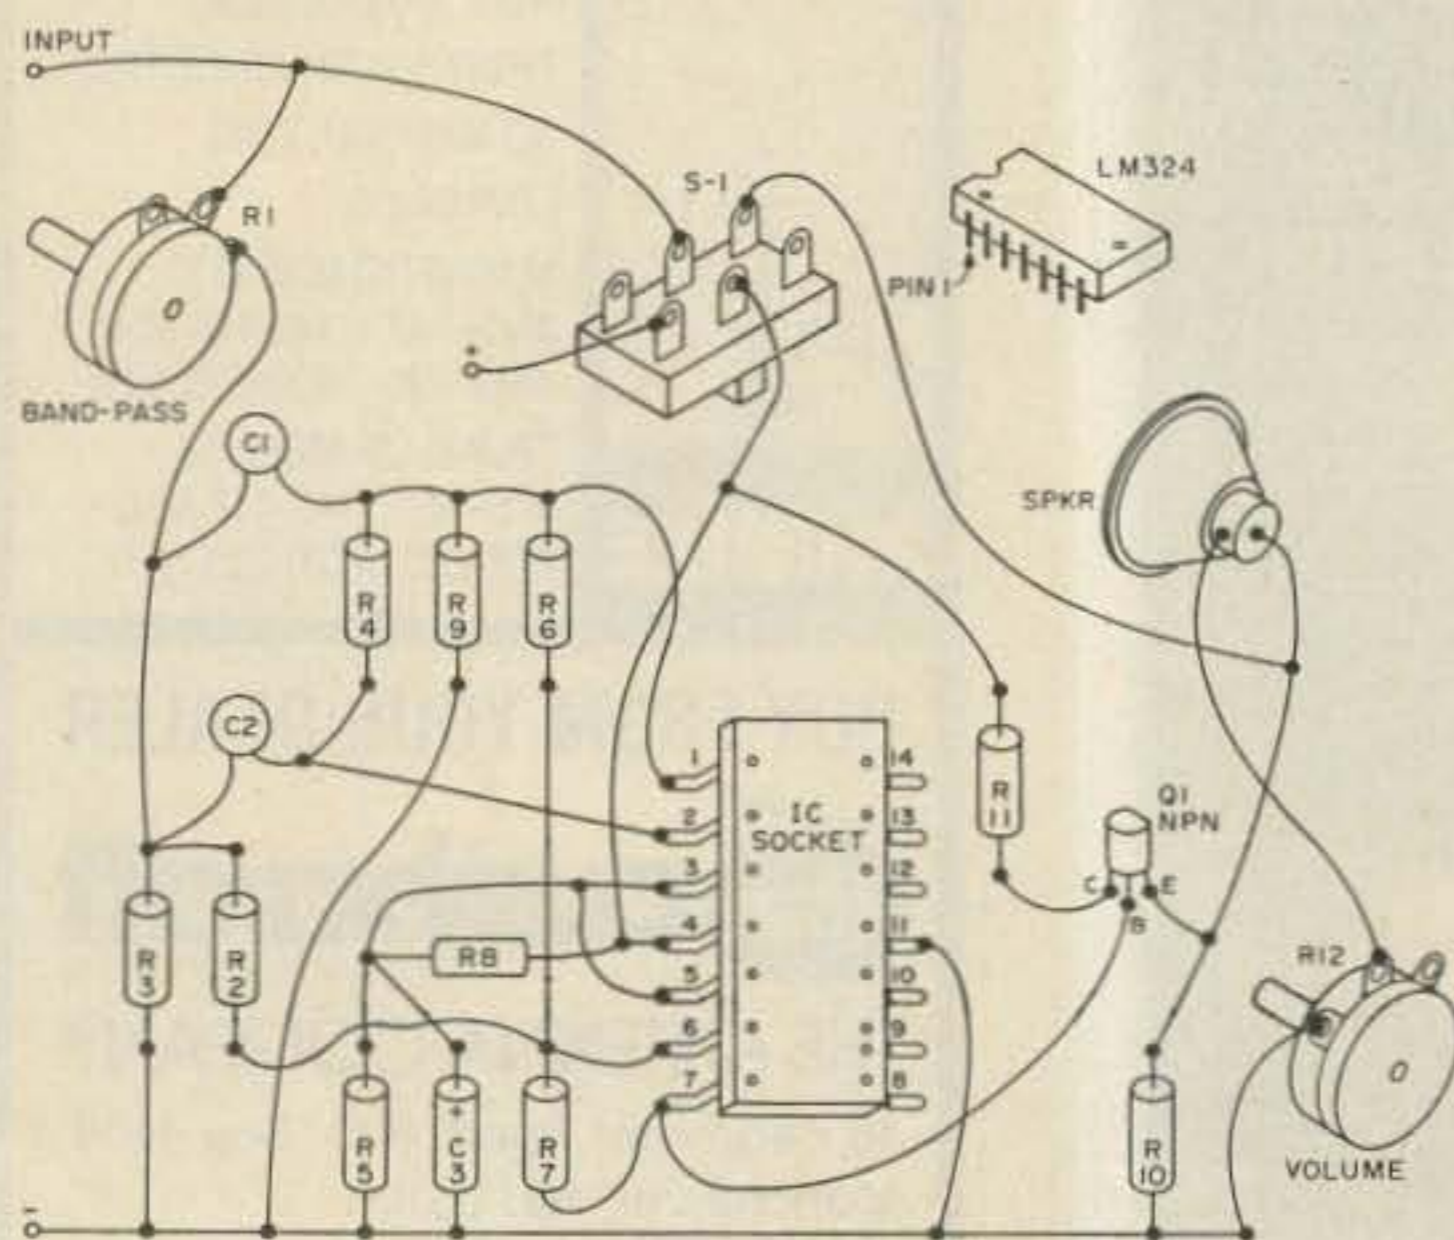 INPUT
S-1
LM324
R1
PIN 1
+
BAND-PASS
C1
SPKR
R4
R9
R6
C2
1
14
R11
Q1
NPN
2
IC
SOCKET
13
3
12
C
E
B
4
11
R3
R2
R8
R12
5
10
6
9
7
8
R5
+
C3
R7
R10
VOLUME
-